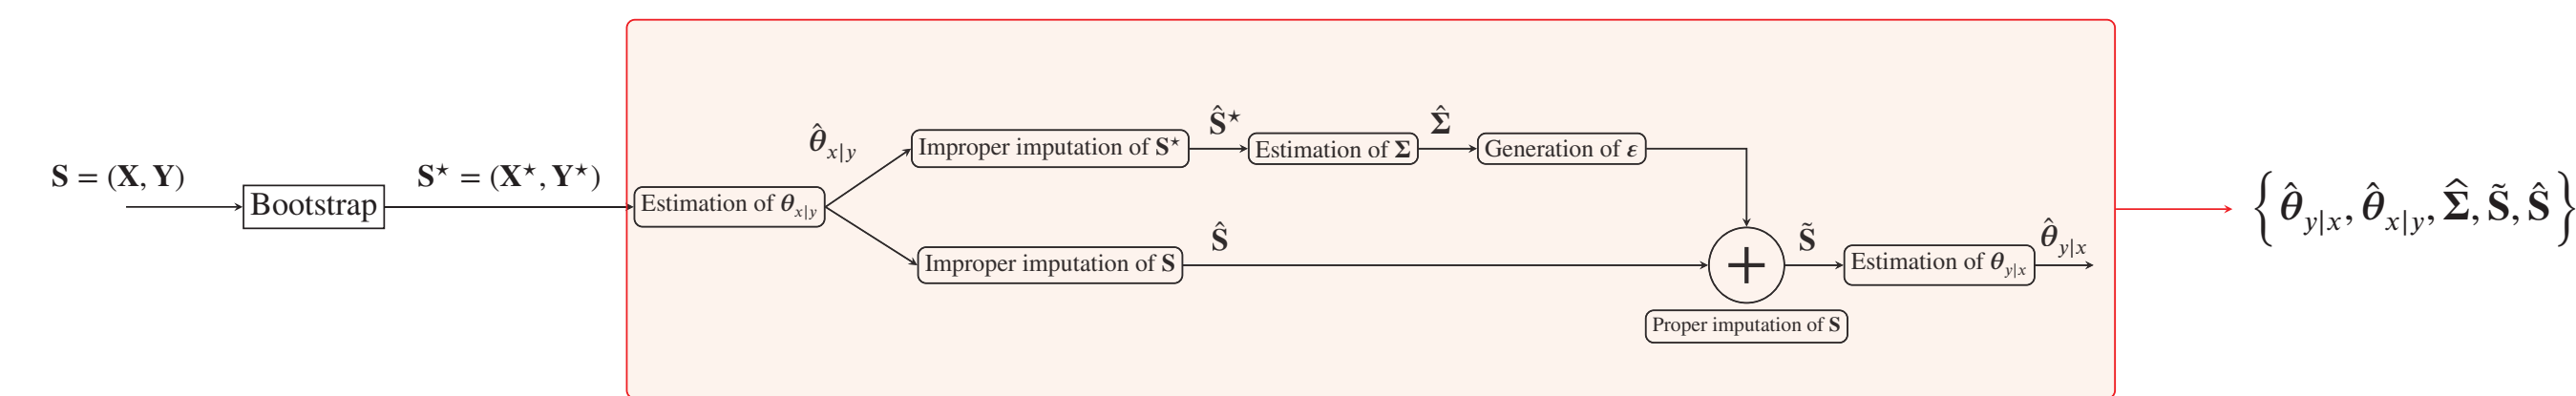 S = (X, Y)
Bootstrap
S⋆ = (X⋆, Y⋆)
Estimation of θx|y
θ̂x|y
Improper imputation of S⋆
Ŝ⋆
Estimation of Σ
Σ̂
Generation of ε
Improper imputation of S
Ŝ
+
Proper imputation of S
S̃
Estimation of θy|x
θ̂y|x
{θ̂y|x, θ̂x|y, Σ̂, S̃, Ŝ}